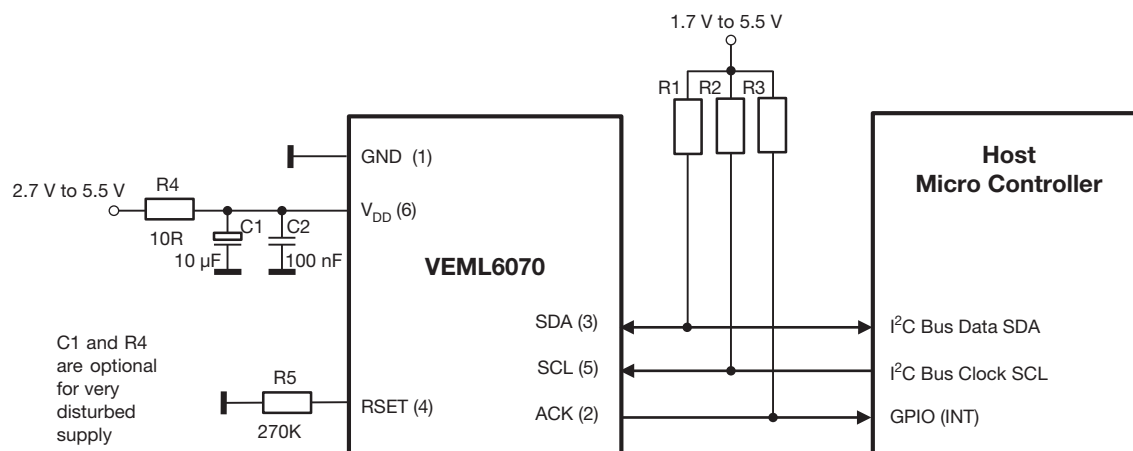 1.7 V to 5.5 V
R1 R2 R3
GND (1)
Host
Micro Controller
2.7 V to 5.5 V
R4
V_DD (6)
C1 C2
10R
10 µF
100 nF
VEML6070
SDA (3)
I²C Bus Data SDA
C1 and R4
are optional
for very
disturbed
supply
SCL (5)
I²C Bus Clock SCL
R5
RSET (4)
270K
ACK (2)
GPIO (INT)